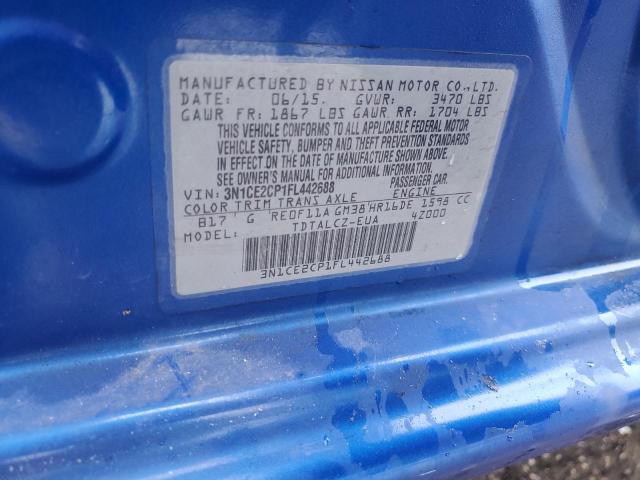 MANUFACTURED BY NISSAN MOTOR CO.,LTD.
DATE: 06/15. GVWR: 3470 LBS
GAWR FR: 1867 LBS GAWR RR: 1704 LBS
THIS VEHICLE CONFORMS TO ALL APPLICABLE FEDERAL MOTOR
VEHICLE SAFETY, BUMPER AND THEFT PREVENTION STANDARDS
IN EFFECT ON THE DATE OF MANUFACTURE SHOWN ABOVE.
SEE OWNER'S MANUAL FOR ADDITIONAL INFORMATION.
VIN: 3N1CE2CP1FL442688 PASSENGER CAR.
COLOR TRIM TRANS AXLE ENGINE
B17 G RE0F11A GM38 HR16DE 1598 CC
MODEL: TDTALCZ-EUA 4Z000
3N1CE2CP1FL442688